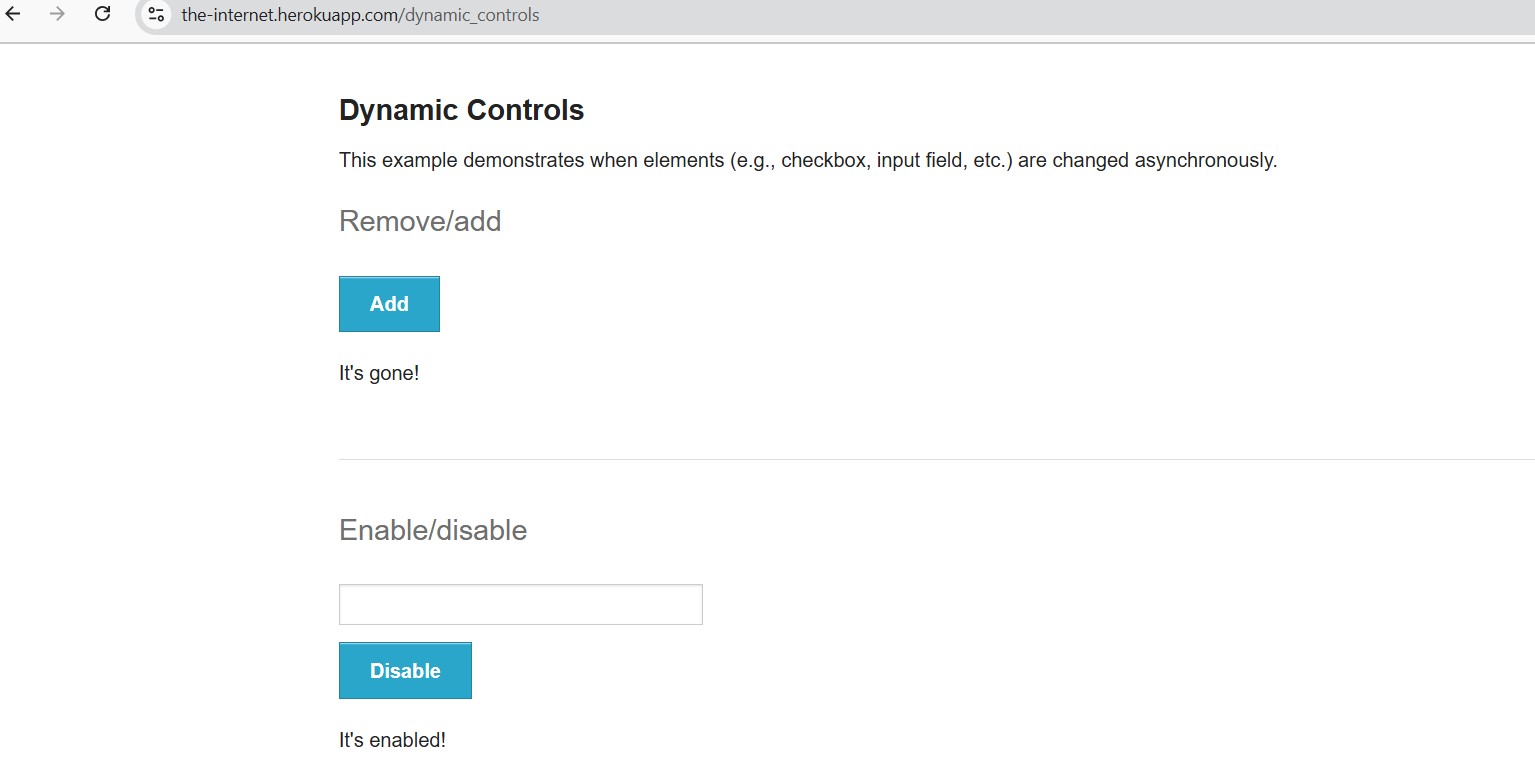 the-internet.herokuapp.com/dynamic_controls
Dynamic Controls
This example demonstrates when elements (e.g., checkbox, input field, etc.) are changed asynchronously.
Remove/add
Add
It's gone!
Enable/disable
Disable
It's enabled!